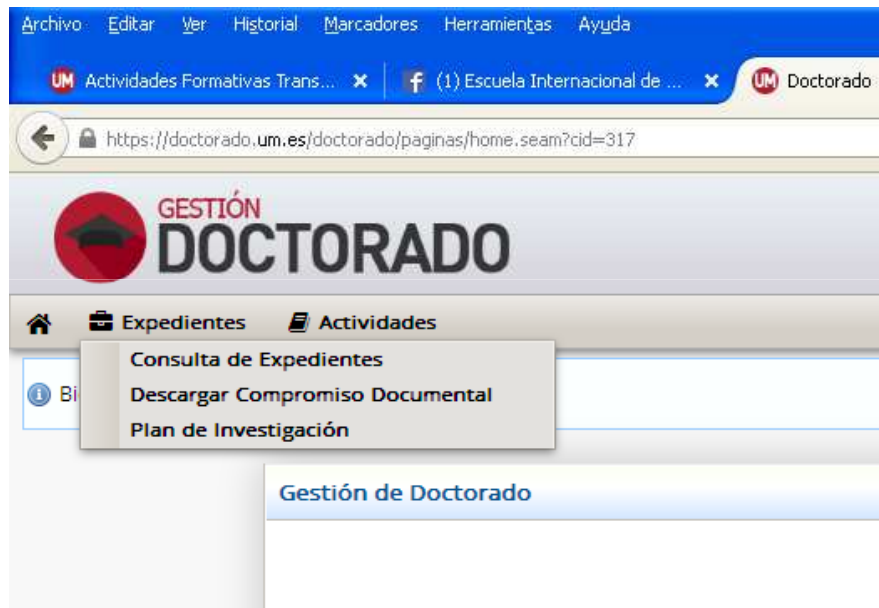 Archivo Editar Ver Historial Marcadores Herramientas Ayuda
UM Actividades Formativas Trans... × f (1) Escuela Internacional de ... × UM Doctorado
https://doctorado.um.es/doctorado/paginas/home.seam?cid=317
GESTIÓN
DOCTORADO
Expedientes Actividades
Consulta de Expedientes
Bi
Descargar Compromiso Documental
Plan de Investigación
Gestión de Doctorado